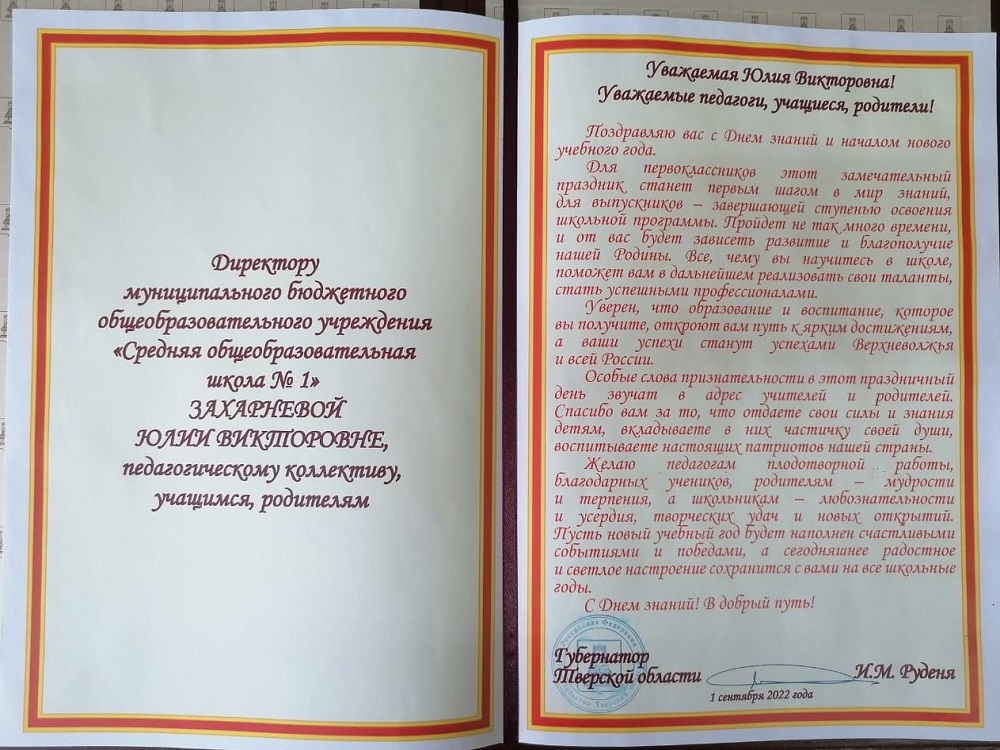 Директору
муниципального бюджетного
общеобразовательного учреждения
«Средняя общеобразовательная
школа № 1»
ЗАХАРНЕВОЙ
ЮЛИИ ВИКТОРОВНЕ,
педагогическому коллективу,
учащимся, родителям
Уважаемая Юлия Викторовна!
Уважаемые педагоги, учащиеся, родители!
Поздравляю вас с Днем знаний и началом нового
учебного года.
Для первоклассников этот замечательный
праздник станет первым шагом в мир знаний,
для выпускников – завершающей ступенью освоения
школьной программы. Пройдет не так много времени,
и от вас будет зависеть развитие и благополучие
нашей Родины. Все, чему вы научитесь в школе,
поможет вам в дальнейшем реализовать свои таланты,
стать успешными профессионалами.
Уверен, что образование и воспитание, которое
вы получите, откроют вам путь к ярким достижениям,
а ваши успехи станут успехами Верхневолжья
и всей России.
Особые слова признательности в этот праздничный
день звучат в адрес учителей и родителей.
Спасибо вам за то, что отдаете свои силы и знания
детям, вкладываете в них частичку своей души,
воспитываете настоящих патриотов нашей страны.
Желаю педагогам плодотворной работы,
благодарных учеников, родителям – мудрости
и терпения, а школьникам – любознательности
и усердия, творческих удач и новых открытий.
Пусть новый учебный год будет наполнен счастливыми
событиями и победами, а сегодняшнее радостное
и светлое настроение сохранится с вами на все школьные
годы.
С Днем знаний! В добрый путь!
Российская Федерация
Губернатор
Тверской области
И.М. Руденя
1 сентября 2022 года